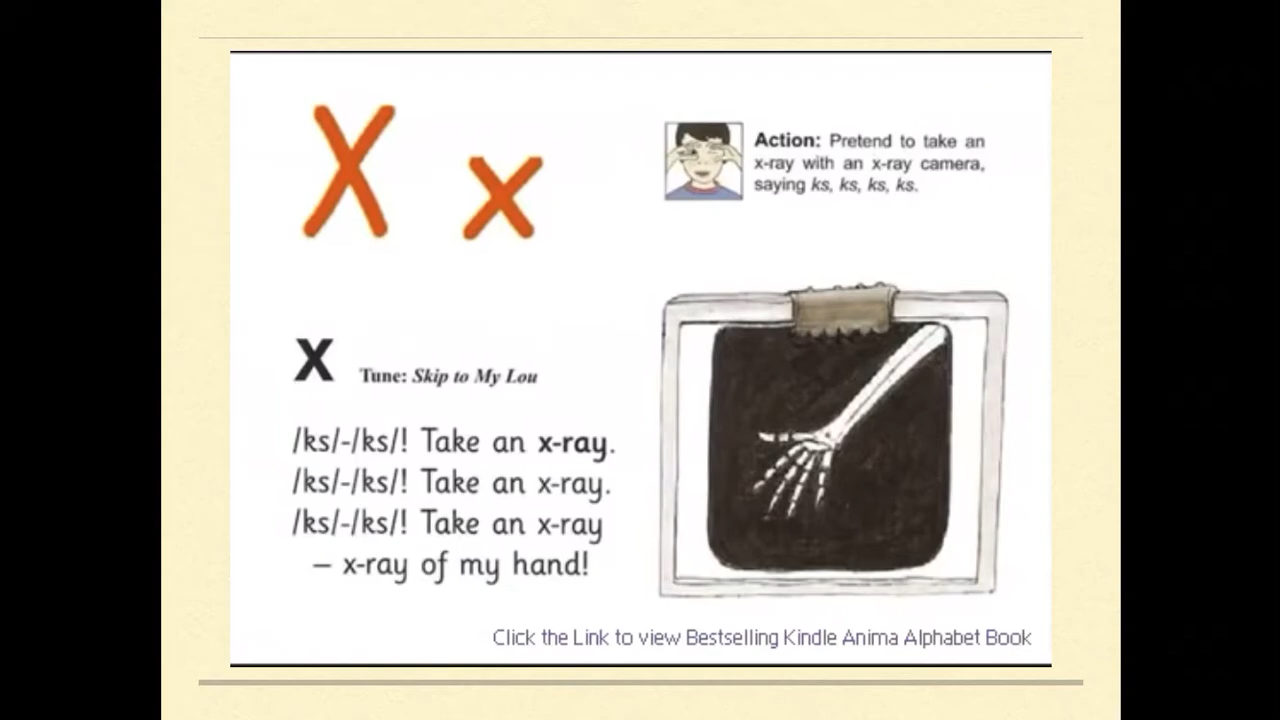 X x
Action: Pretend to take an
x-ray with an x-ray camera,
saying ks, ks, ks, ks.
x Tune: Skip to My Lou
/ks/-/ks/! Take an x-ray.
/ks/-/ks/! Take an x-ray.
/ks/-/ks/! Take an x-ray
– x-ray of my hand!
Click the Link to view Bestselling Kindle Anima Alphabet Book